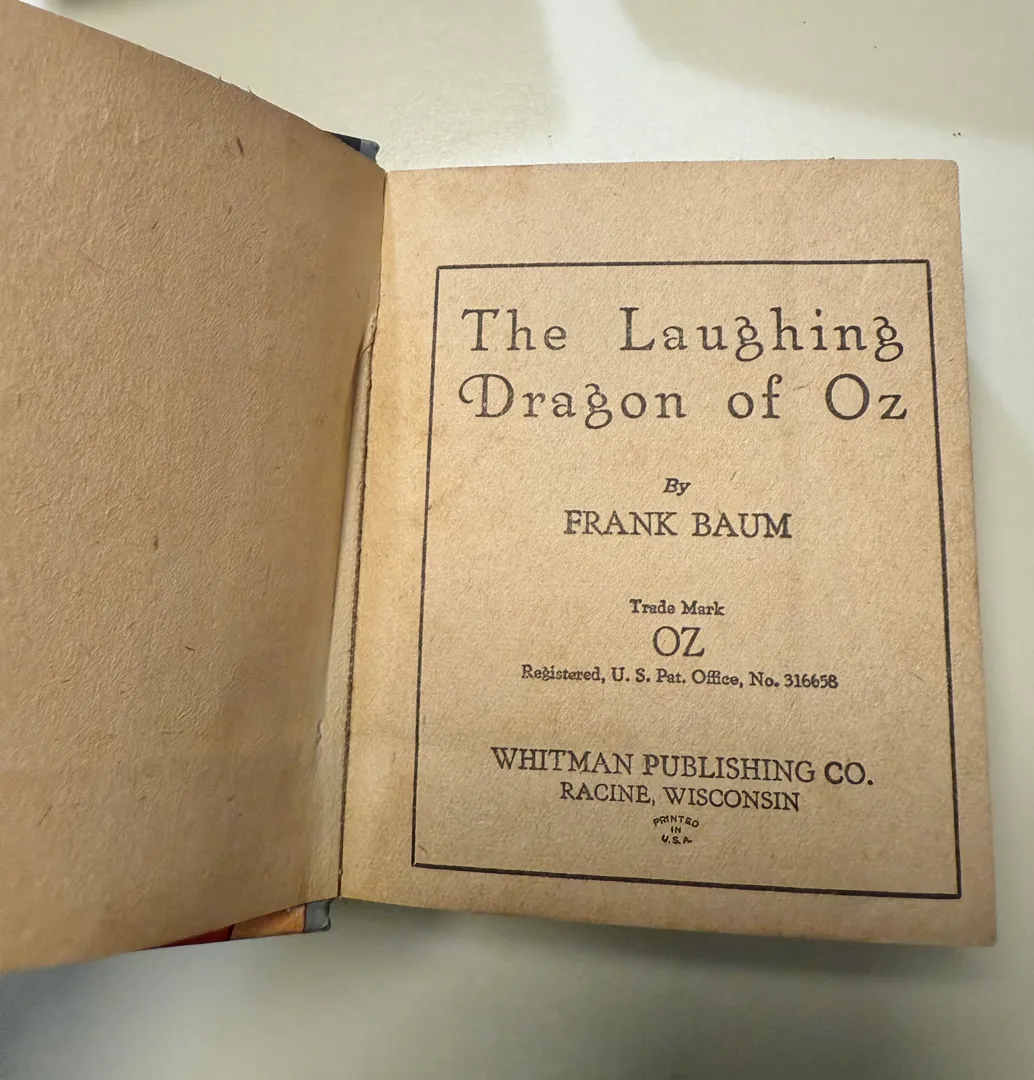 The Laughing
Dragon of Oz
By
FRANK BAUM
Trade Mark
OZ
Registered, U. S. Pat. Office, No. 316658
WHITMAN PUBLISHING CO.
RACINE, WISCONSIN
PRINTED
IN
U.S.A.